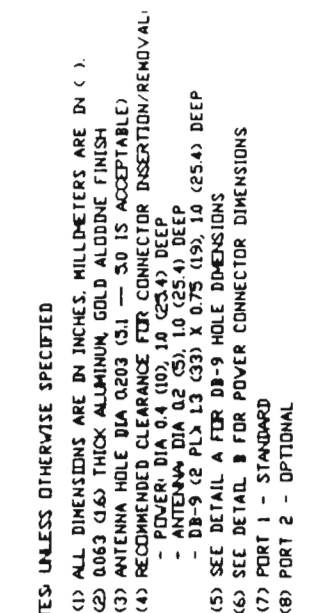 TES: UNLESS OTHERWISE SPECIFIED
(1) ALL DIMENSIONS ARE IN INCHES, MILLIMETERS ARE IN ( ).
(2) 0.063 (1.6) THICK ALUMINUM, GOLD ALODINE FINISH
(3) ANTENNA HOLE DIA 0.203 (5.1 — 5.0 IS ACCEPTABLE)
(4) RECOMMENDED CLEARANCE FOR CONNECTOR INSERTION/REMOVAL:
- POWER: DIA 0.4 (10), 1.0 (25.4) DEEP
- ANTENNA: DIA 0.2 (5), 1.0 (25.4) DEEP
- DB-9 (2 PL): 1.3 (33) X 0.75 (19), 1.0 (25.4) DEEP
(5) SEE DETAIL A FOR DB-9 HOLE DIMENSIONS
(6) SEE DETAIL B FOR POWER CONNECTOR DIMENSIONS
(7) PORT 1 - STANDARD
(8) PORT 2 - OPTIONAL